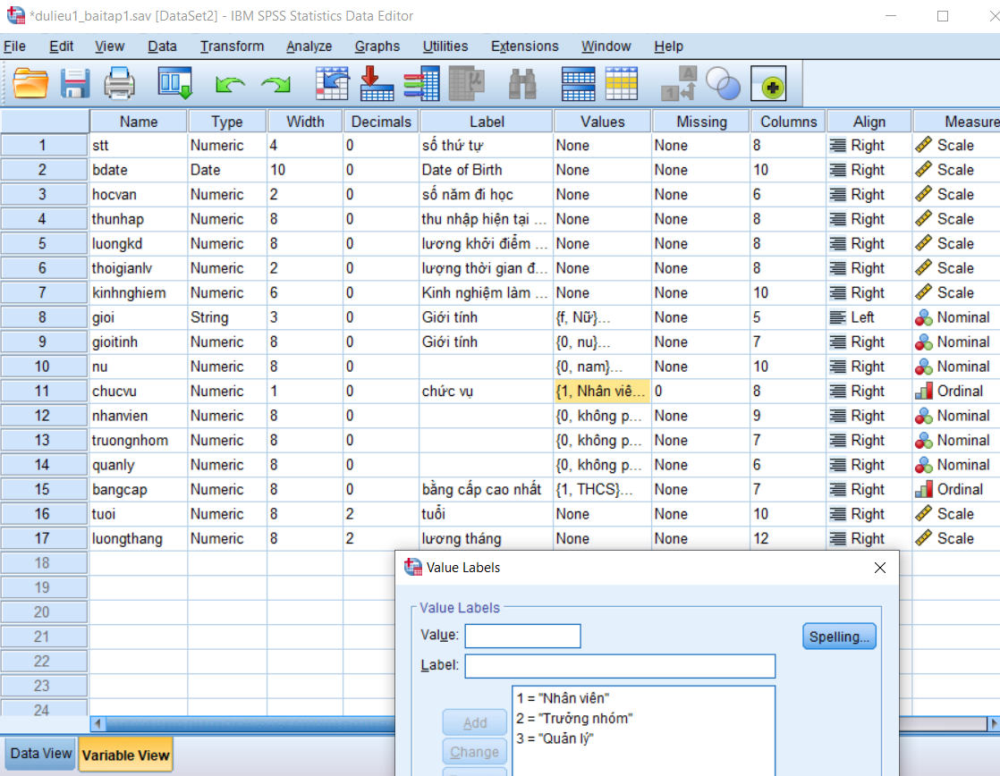 *dulieu1_baitap1.sav [DataSet2] - IBM SPSS Statistics Data Editor
File Edit View Data Transform Analyze Graphs Utilities Extensions Window Help
Name Type Width Decimals Label Values Missing Columns Align Measure
1 stt Numeric 4 0 số thứ tự None None 8 Right Scale
2 bdate Date 10 0 Date of Birth None None 10 Right Scale
3 hocvan Numeric 2 0 số năm đi học None None 6 Right Scale
4 thunhap Numeric 8 0 thu nhập hiện tại ... None None 8 Right Scale
5 luongkd Numeric 8 0 lương khởi điểm ... None None 8 Right Scale
6 thoigianlv Numeric 2 0 lượng thời gian đ... None None 8 Right Scale
7 kinhnghiem Numeric 6 0 Kinh nghiệm làm ... None None 10 Right Scale
8 gioi String 3 0 Giới tính {f, Nữ}... None 5 Left Nominal
9 gioitinh Numeric 8 0 Giới tính {0, nu}... None 7 Right Nominal
10 nu Numeric 8 0 {0, nam}... None 10 Right Nominal
11 chucvu Numeric 1 0 chức vụ {1, Nhân viê... 0 8 Right Ordinal
12 nhanvien Numeric 8 0 {0, không p... None 9 Right Nominal
13 truongnhom Numeric 8 0 {0, không p... None 7 Right Nominal
14 quanly Numeric 8 0 {0, không p... None 6 Right Nominal
15 bangcap Numeric 8 0 bằng cấp cao nhất {1, THCS}... None 7 Right Ordinal
16 tuoi Numeric 8 2 tuổi None None 10 Right Scale
17 luongthang Numeric 8 2 lương tháng None None 12 Right Scale
18
19
20
21
22
23
24
Value Labels
Value Labels
Value:
Spelling...
Label:
1 = "Nhân viên"
2 = "Trưởng nhóm"
3 = "Quản lý"
Add
Change
Data View Variable View